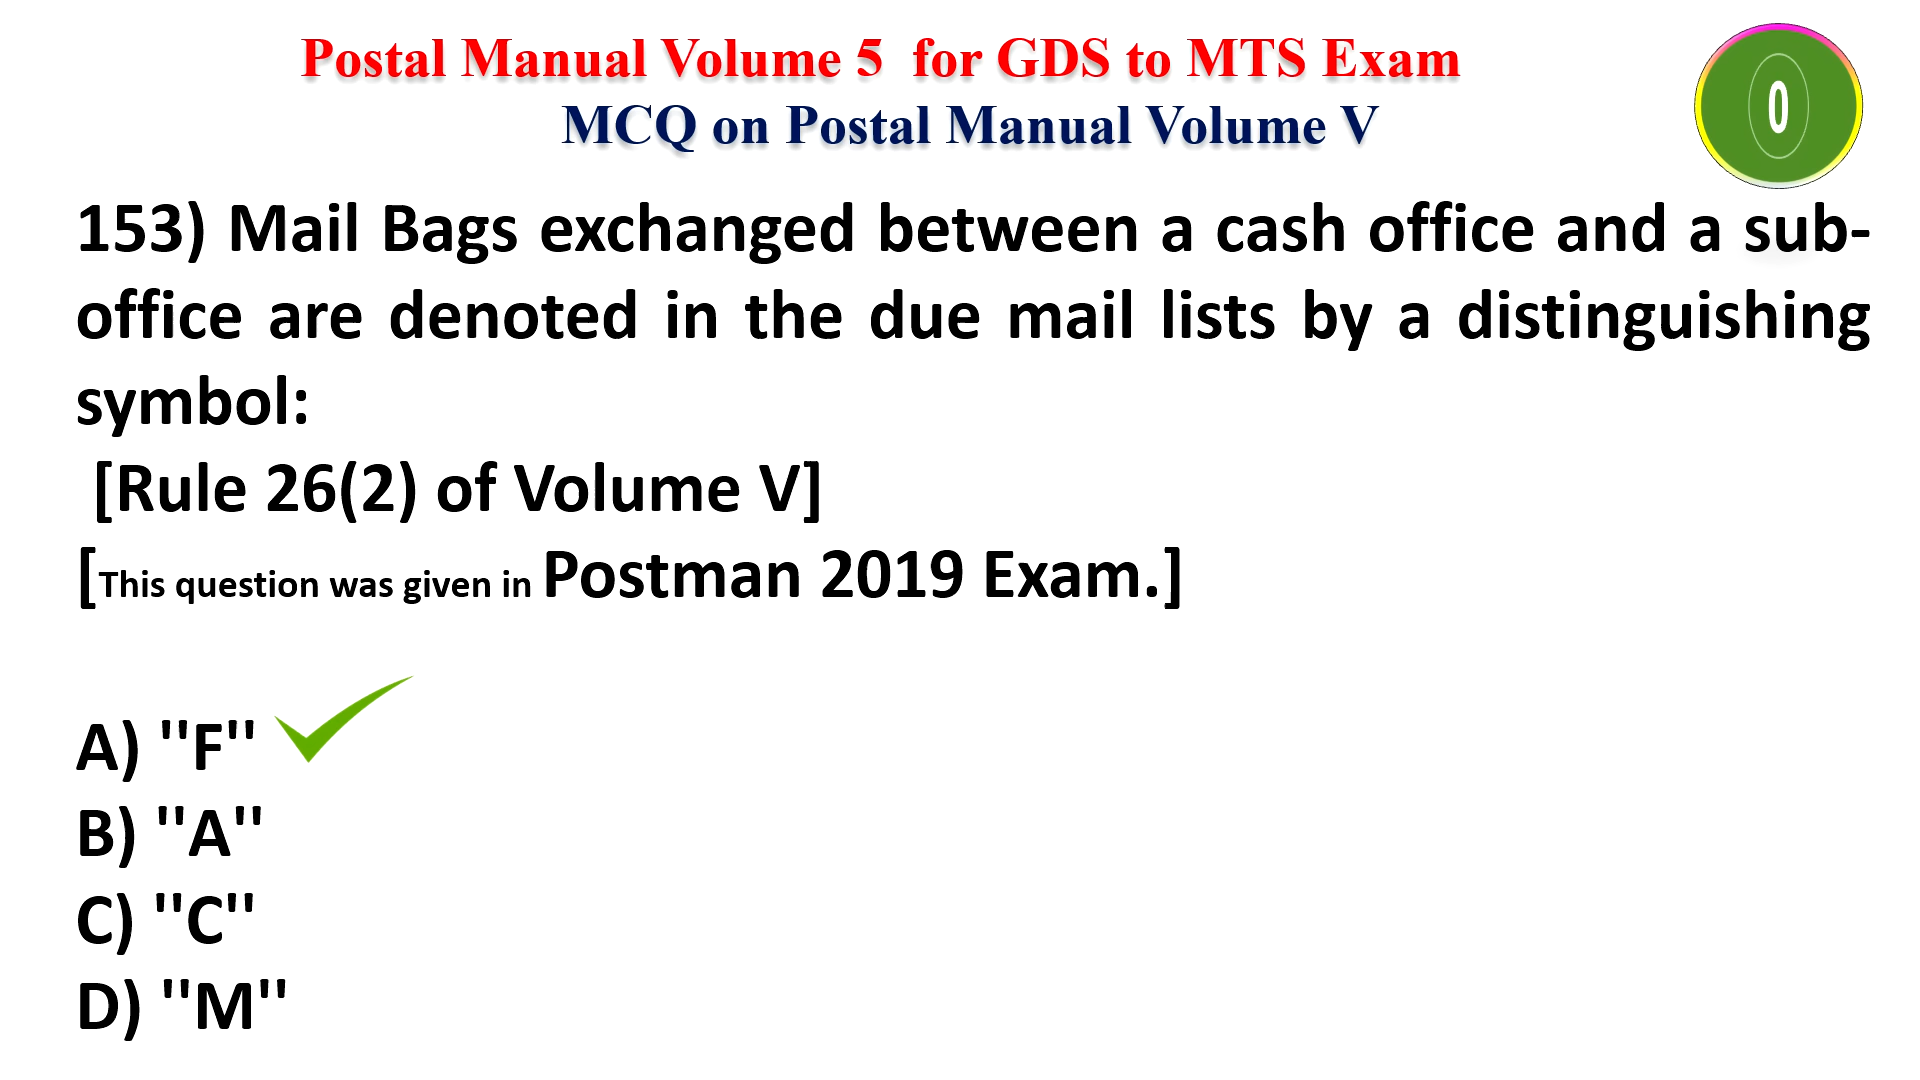 Postal Manual Volume 5 for GDS to MTS Exam
MCQ on Postal Manual Volume V
0
153) Mail Bags exchanged between a cash office and a sub-
office are denoted in the due mail lists by a distinguishing
symbol:
[Rule 26(2) of Volume V]
[This question was given in Postman 2019 Exam.]
A) "F"
B) "A"
C) "C"
D) "M"